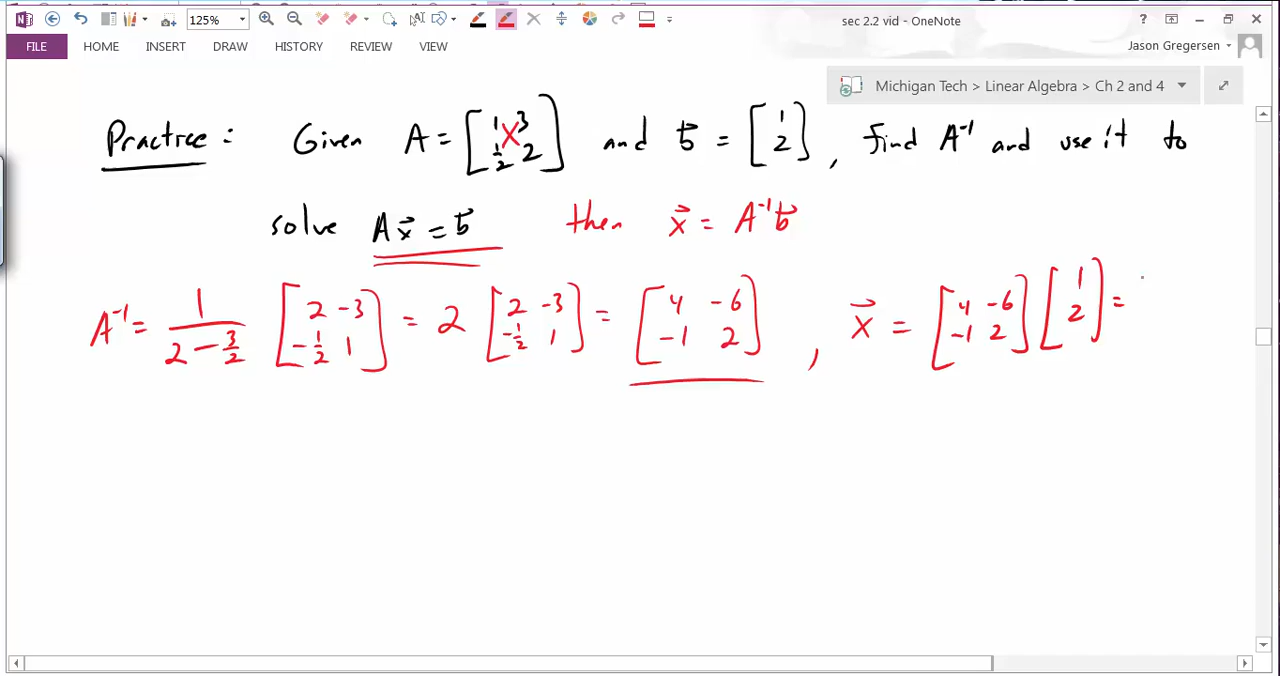 125% sec 2.2 vid - OneNote ?
FILE HOME INSERT DRAW HISTORY REVIEW VIEW Jason Gregersen
Michigan Tech > Linear Algebra > Ch 2 and 4
Practice : Given A = [1 3; 1/2 2] and b⃗ = [1; 2], find A⁻¹ and use it to
solve Ax⃗ = b⃗ then x⃗ = A⁻¹b⃗
A⁻¹ = 1/(2 - 3/2) [2 -3; -1/2 1] = 2 [2 -3; -1/2 1] = [4 -6; -1 2], x⃗ = [4 -6; -1 2] [1; 2] =